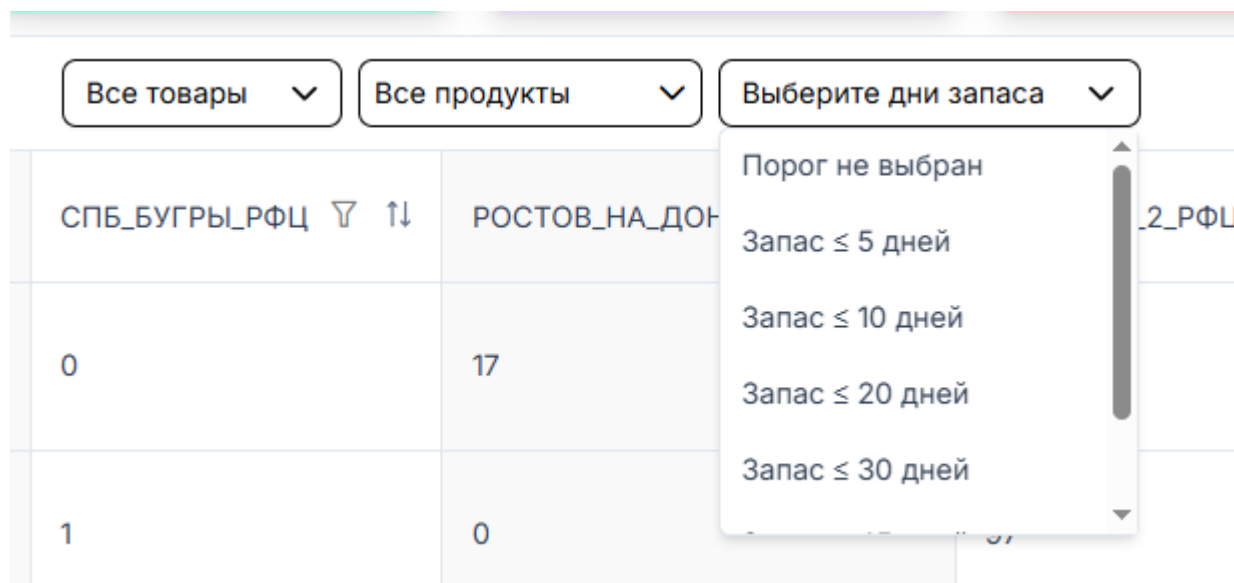 Все товары
Все продукты
Выберите дни запаса
Порог не выбран
Запас ≤ 5 дней
Запас ≤ 10 дней
Запас ≤ 20 дней
Запас ≤ 30 дней
СПБ_БУГРЫ_РФЦ
РОСТОВ_НА_ДОН
_2_РФЦ
0
17
1
0